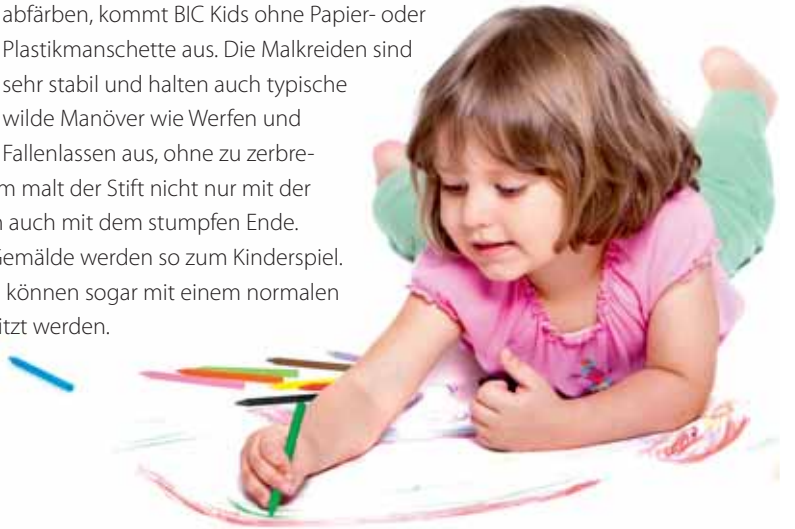 abfärben, kommt BIC Kids ohne Papier- oder
Plastikmanschette aus. Die Malkreiden sind
sehr stabil und halten auch typische
wilde Manöver wie Werfen und
Fallenlassen aus, ohne zu zerbre-
malt der Stift nicht nur mit der
auch mit dem stumpfen Ende.
Gemälde werden so zum Kinderspiel.
können sogar mit einem normalen
werden.